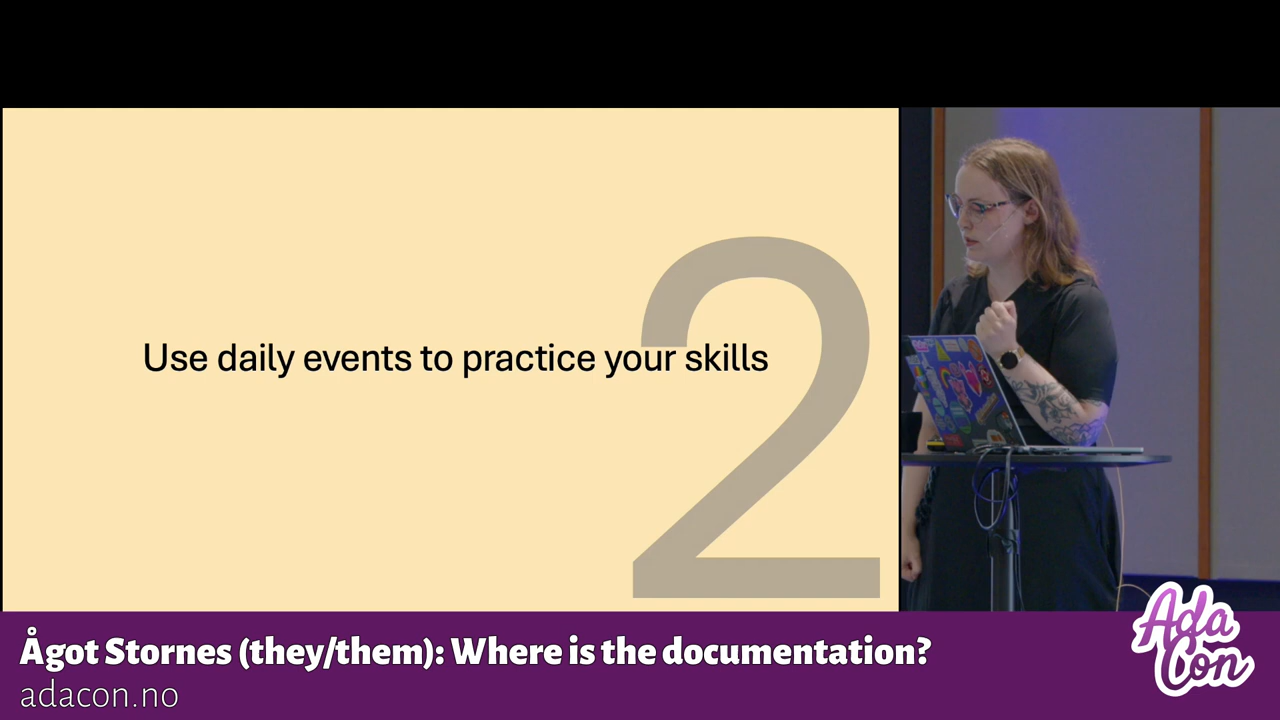 2
Use daily events to practice your skills
Ågot Stornes (they/them): Where is the documentation?
adacon.no
Ada
Con